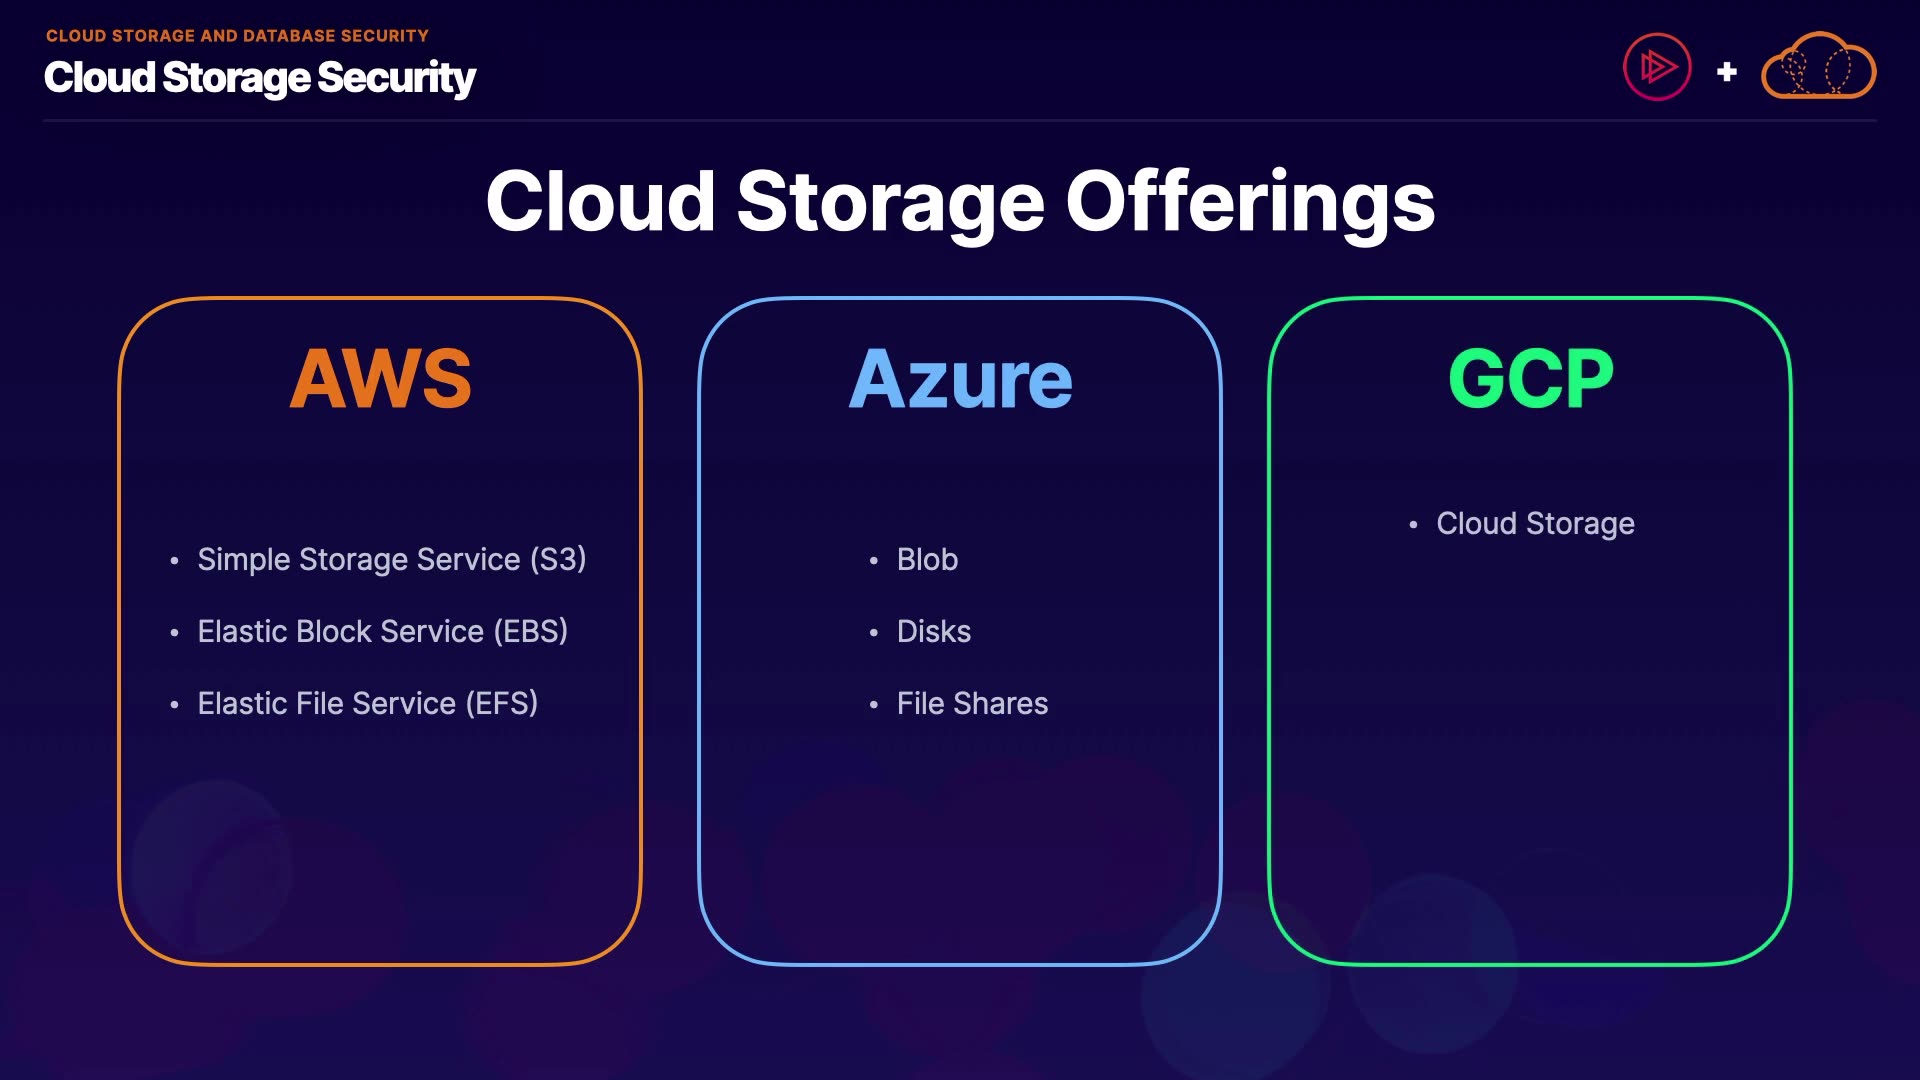 CLOUD STORAGE AND DATABASE SECURITY
Cloud Storage Security
+
Cloud Storage Offerings
AWS
• Simple Storage Service (S3)
• Elastic Block Service (EBS)
• Elastic File Service (EFS)
Azure
• Blob
• Disks
• File Shares
GCP
• Cloud Storage